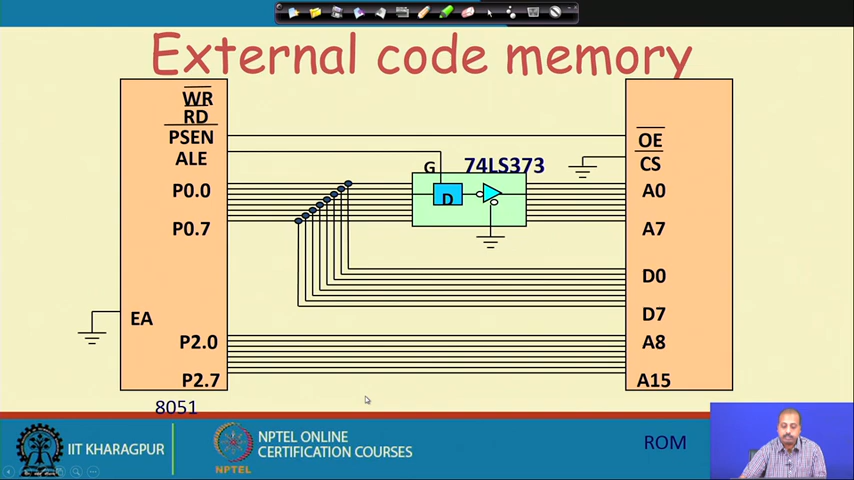 External code memory
WR
RD
PSEN
ALE
P0.0
P0.7
EA
P2.0
P2.7
8051
G
74LS373
D
OE
CS
A0
A7
D0
D7
A8
A15
ROM
IIT KHARAGPUR
NPTEL
NPTEL ONLINE
CERTIFICATION COURSES